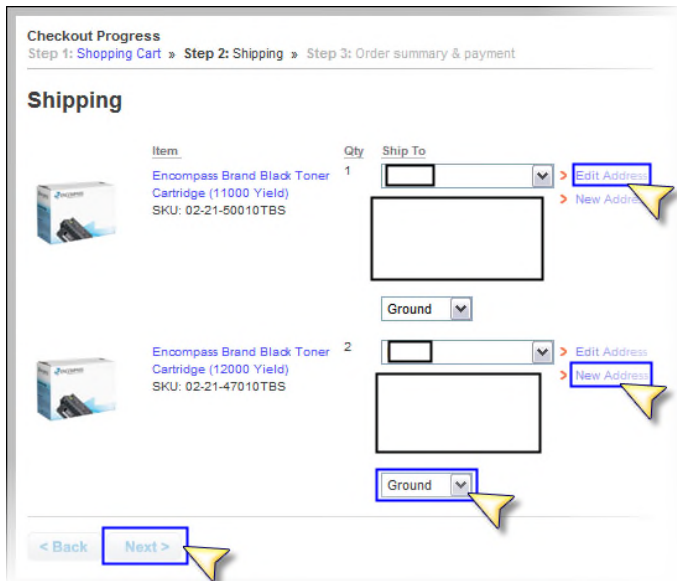 Checkout Progress
Step 1: Shopping Cart » Step 2: Shipping » Step 3: Order summary & payment
Shipping
Item Qty Ship To
Encompass Brand Black Toner 1 > Edit Address
Cartridge (11000 Yield) > New Address
SKU: 02-21-50010TBS
Ground
Encompass Brand Black Toner 2 > Edit Address
Cartridge (12000 Yield) > New Address
SKU: 02-21-47010TBS
Ground
< Back Next >